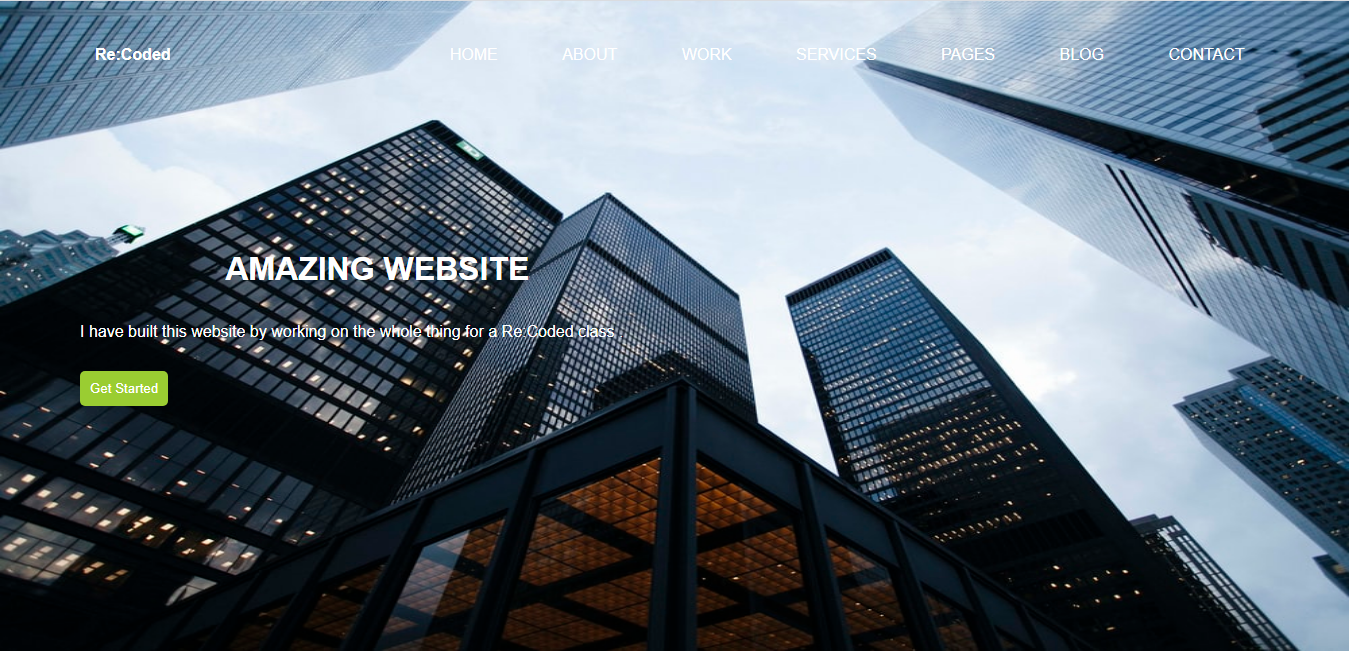 Re:Coded HOME ABOUT WORK SERVICES PAGES BLOG CONTACT
AMAZING WEBSITE
I have built this website by working on the whole thing for a Re:Coded class
Get Started